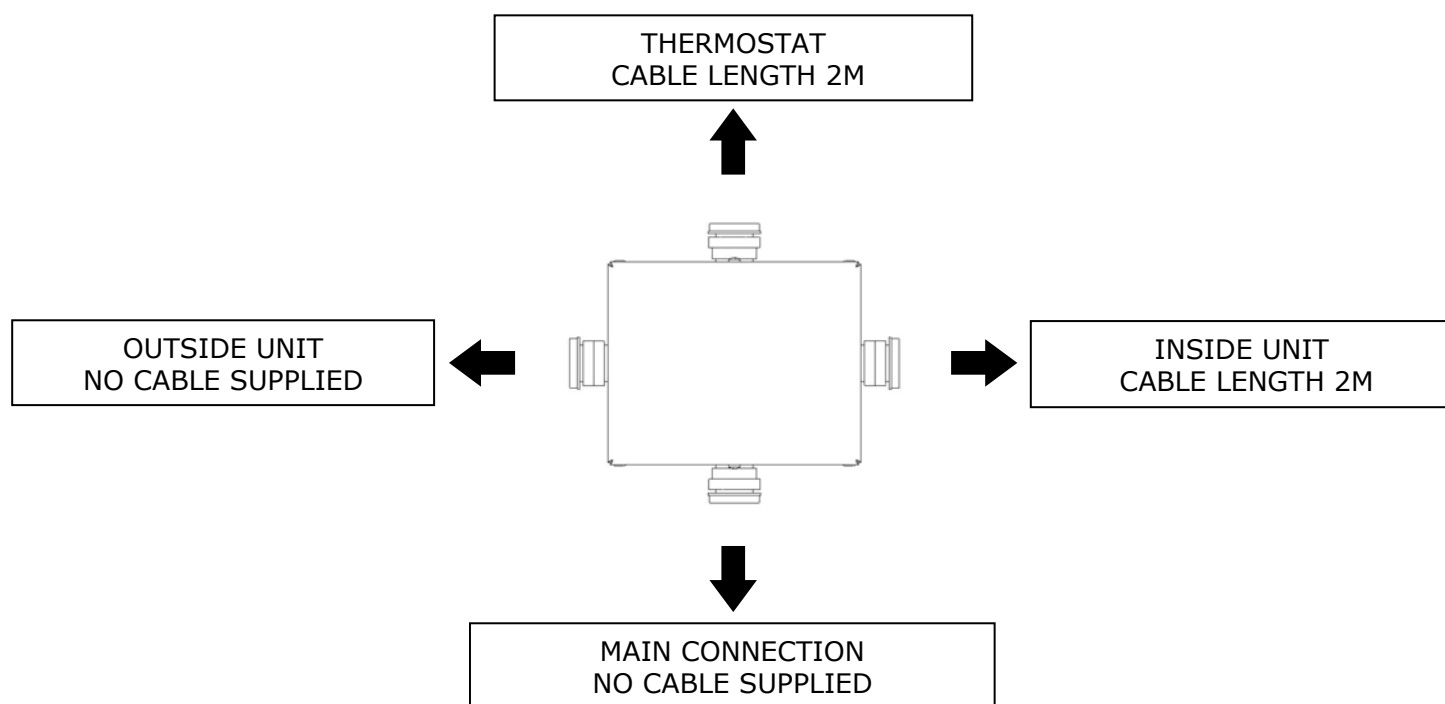 THERMOSTAT
CABLE LENGTH 2M
OUTSIDE UNIT
NO CABLE SUPPLIED
INSIDE UNIT
CABLE LENGTH 2M
MAIN CONNECTION
NO CABLE SUPPLIED